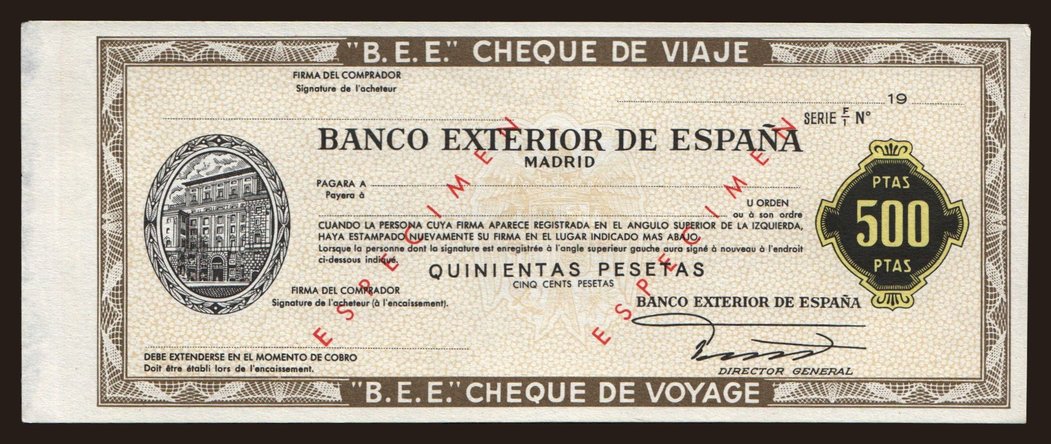 "B.E.E." CHEQUE DE VIAJE
FIRMA DEL COMPRADOR
Signature de l'acheteur
19
SERIE F/1 Nº
BANCO EXTERIOR DE ESPAÑA
MADRID
PAGARA A
Payera à
U ORDEN
ou à son ordre
CUANDO LA PERSONA CUYA FIRMA APARECE REGISTRADA EN EL ANGULO SUPERIOR DE LA IZQUIERDA,
HAYA ESTAMPADO NUEVAMENTE SU FIRMA EN EL LUGAR INDICADO MAS ABAJO,
Lorsque la personne dont la signature est enregistrée à l'angle superieur gauche aura signé à nouveau à l'endroit
ci-dessous indiqué.
PTAS
500
PTAS
QUINIENTAS PESETAS
CINQ CENTS PESETAS
FIRMA DEL COMPRADOR
Signature de l'acheteur (à l'encaissement).
BANCO EXTERIOR DE ESPAÑA
DIRECTOR GENERAL
DEBE EXTENDERSE EN EL MOMENTO DE COBRO
Doit être établi lors de l'encaissement.
"B.E.E." CHEQUE DE VOYAGE
ESPECIMEN
ESPECIMEN